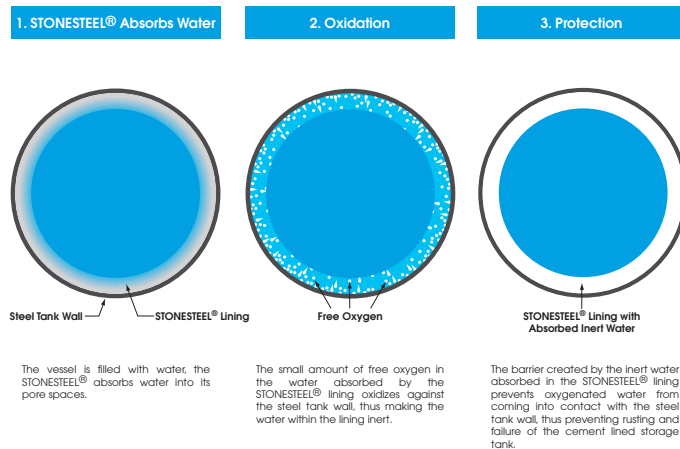 1. STONESTEEL® Absorbs Water
2. Oxidation
3. Protection
Steel Tank Wall
STONESTEEL® Lining
Free Oxygen
STONESTEEL® Lining with
Absorbed Inert Water
The vessel is filled with water, the
STONESTEEL® absorbs water into its
pore spaces.
The small amount of free oxygen in
the water absorbed by the
STONESTEEL® lining oxidizes against
the steel tank wall, thus making the
water within the lining inert.
The barrier created by the inert water
absorbed in the STONESTEEL® lining
prevents oxygenated water from
coming into contact with the steel
tank wall, thus preventing rusting and
failure of the cement lined storage
tank.